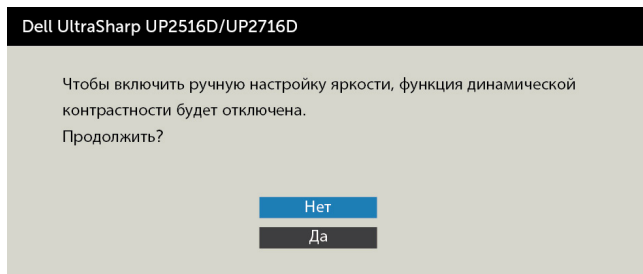 Dell UltraSharp UP2516D/UP2716D
Чтобы включить ручную настройку яркости, функция динамической
контрастности будет отключена.
Продолжить?
Нет
Да